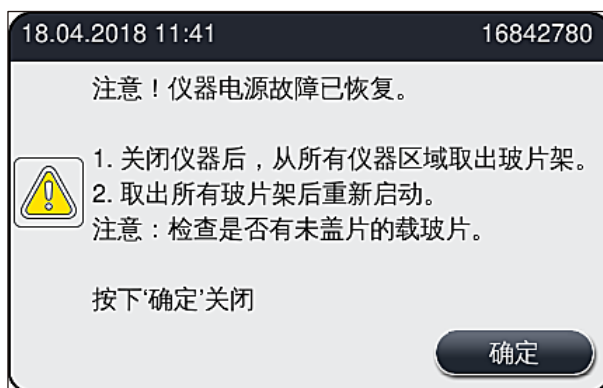 18.04.2018 11:41 16842780
注意！仪器电源故障已恢复。
1. 关闭仪器后，从所有仪器区域取出玻片架。
2. 取出所有玻片架后重新启动。
注意：检查是否有未盖片的载玻片。
按下‘确定’关闭
确定